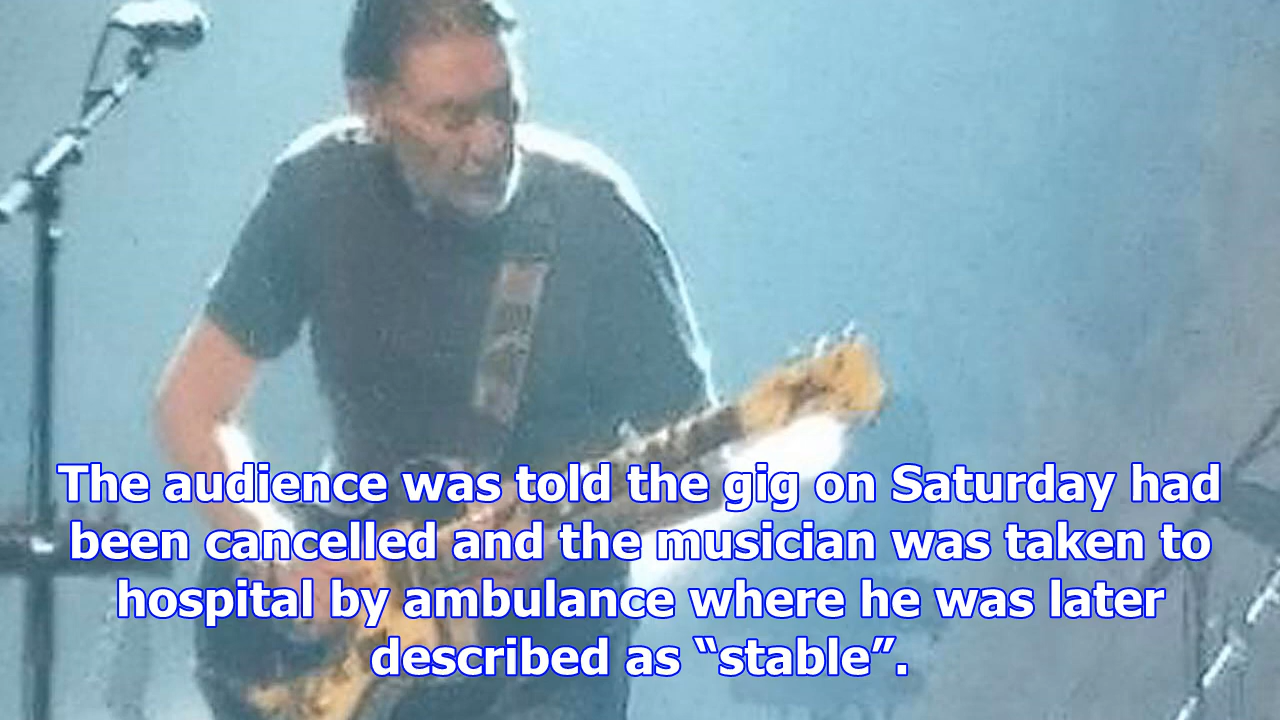 The audience was told the gig on Saturday had
been cancelled and the musician was taken to
hospital by ambulance where he was later
described as “stable”.